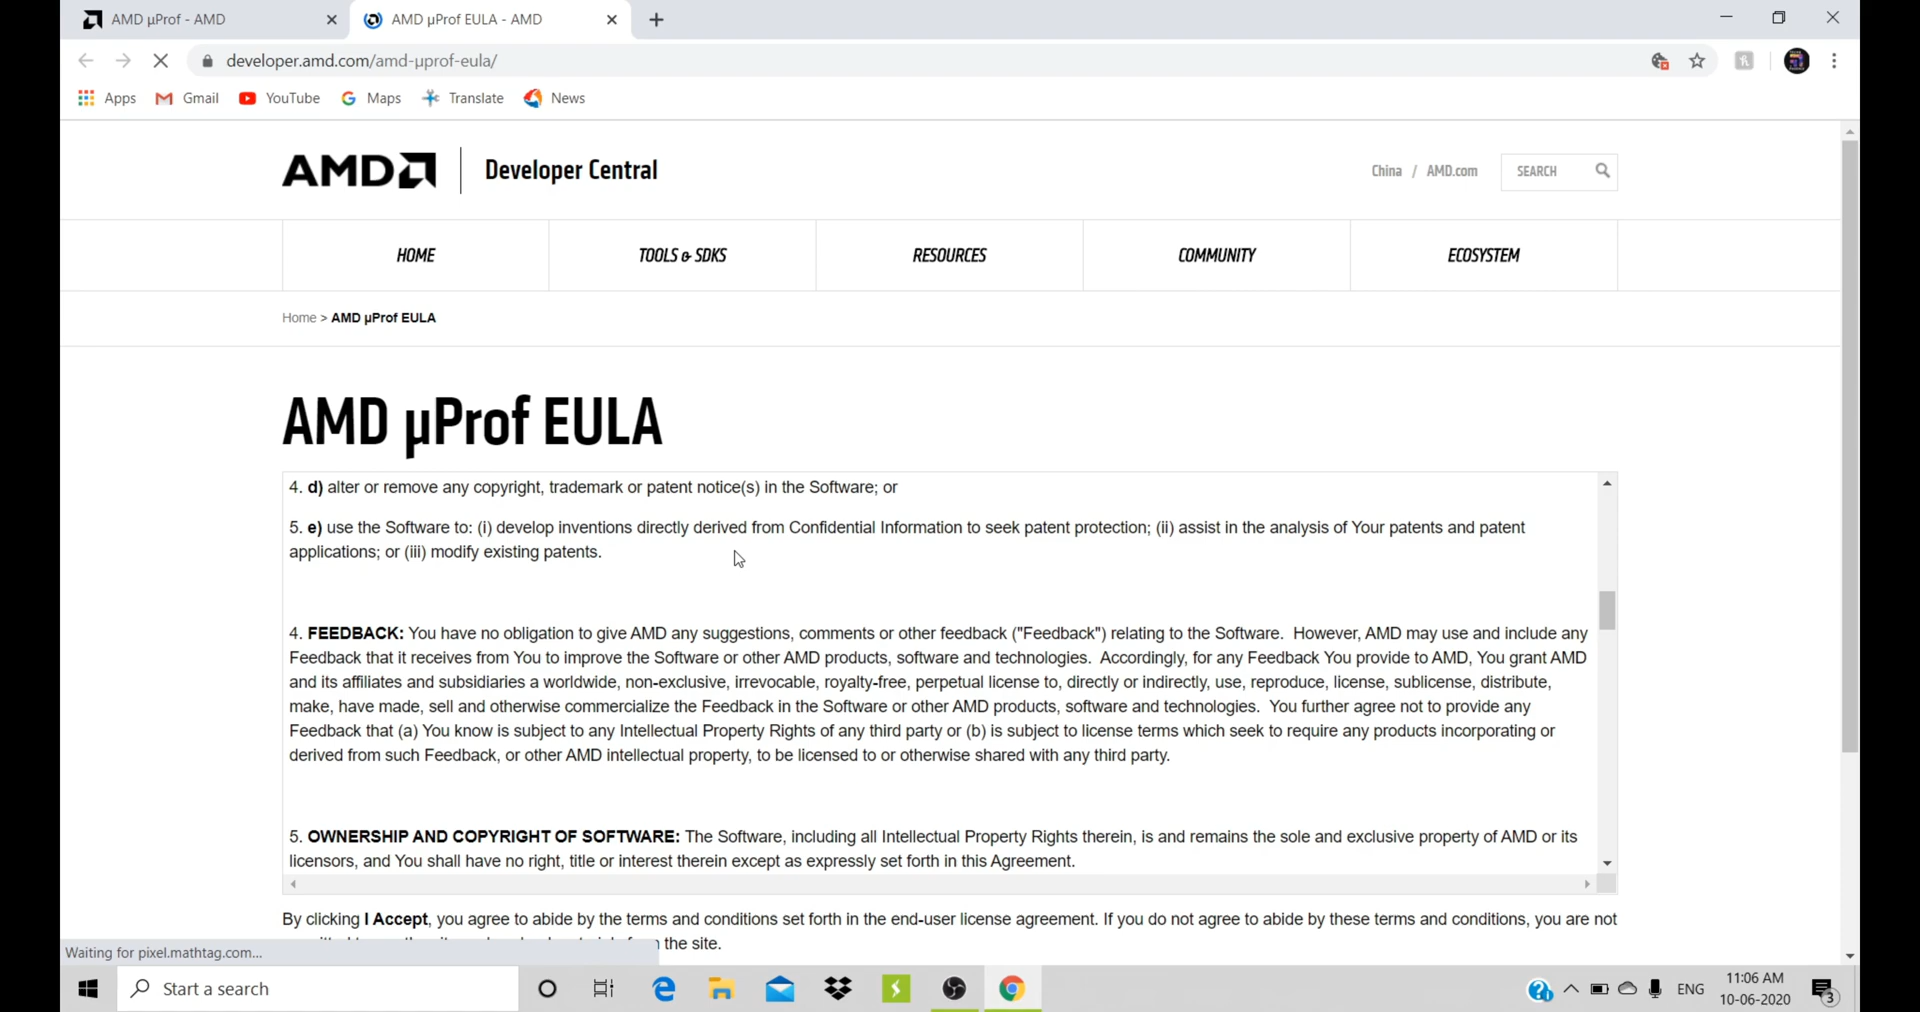 AMD µProf - AMD
AMD µProf EULA - AMD
developer.amd.com/amd-µprof-eula/
Apps
Gmail
YouTube
Maps
Translate
News
AMD
Developer Central
China / AMD.com
SEARCH
HOME
TOOLS & SDKS
RESOURCES
COMMUNITY
ECOSYSTEM
Home > AMD µProf EULA
AMD µProf EULA
4. d) alter or remove any copyright, trademark or patent notice(s) in the Software; or
5. e) use the Software to: (i) develop inventions directly derived from Confidential Information to seek patent protection; (ii) assist in the analysis of Your patents and patent
applications; or (iii) modify existing patents.
4. FEEDBACK: You have no obligation to give AMD any suggestions, comments or other feedback ("Feedback") relating to the Software. However, AMD may use and include any
Feedback that it receives from You to improve the Software or other AMD products, software and technologies. Accordingly, for any Feedback You provide to AMD, You grant AMD
and its affiliates and subsidiaries a worldwide, non-exclusive, irrevocable, royalty-free, perpetual license to, directly or indirectly, use, reproduce, license, sublicense, distribute,
make, have made, sell and otherwise commercialize the Feedback in the Software or other AMD products, software and technologies. You further agree not to provide any
Feedback that (a) You know is subject to any Intellectual Property Rights of any third party or (b) is subject to license terms which seek to require any products incorporating or
derived from such Feedback, or other AMD intellectual property, to be licensed to or otherwise shared with any third party.
5. OWNERSHIP AND COPYRIGHT OF SOFTWARE: The Software, including all Intellectual Property Rights therein, is and remains the sole and exclusive property of AMD or its
licensors, and You shall have no right, title or interest therein except as expressly set forth in this Agreement.
By clicking I Accept, you agree to abide by the terms and conditions set forth in the end-user license agreement. If you do not agree to abide by these terms and conditions, you are not
the site.
Waiting for pixel.mathtag.com...
Start a search
ENG
11:06 AM
10-06-2020
3